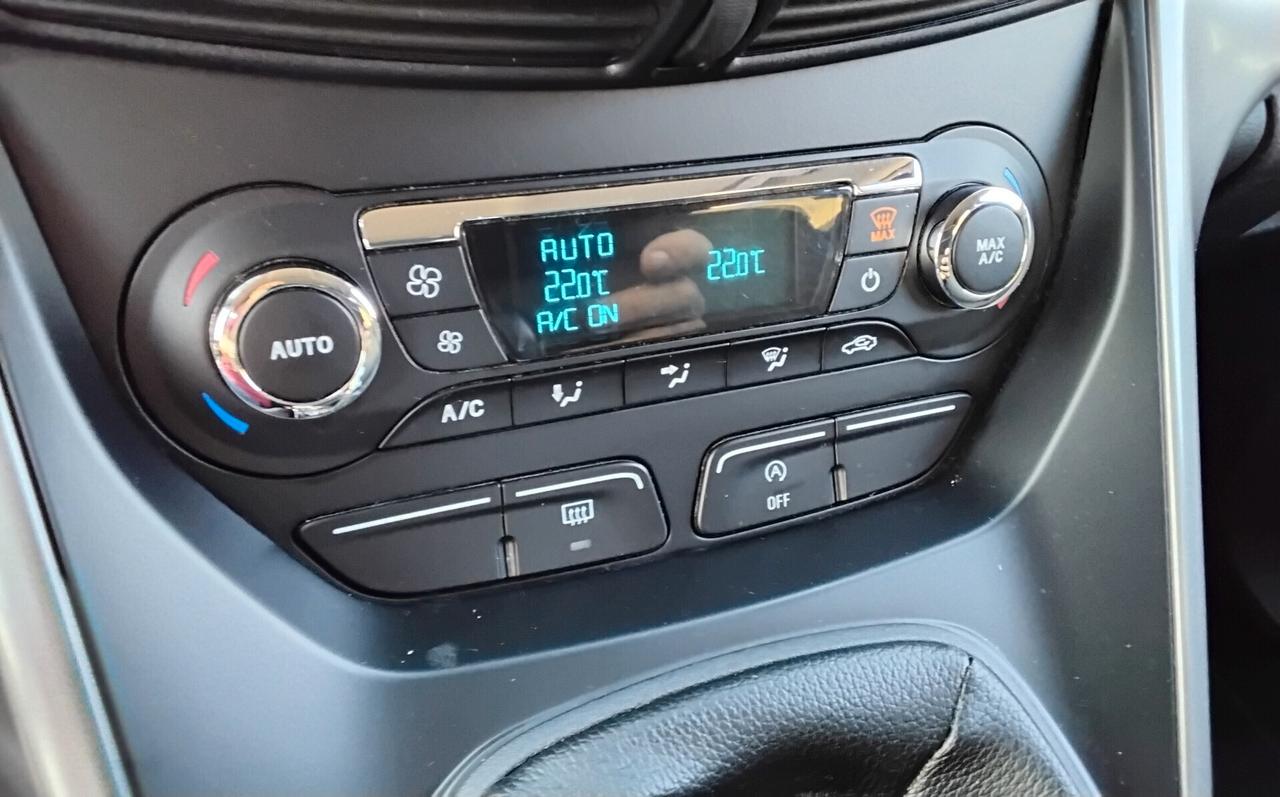 AUTO
22.0℃
A/C ON
22.0℃
MAX
MAX
A/C
AUTO
A/C
A
OFF